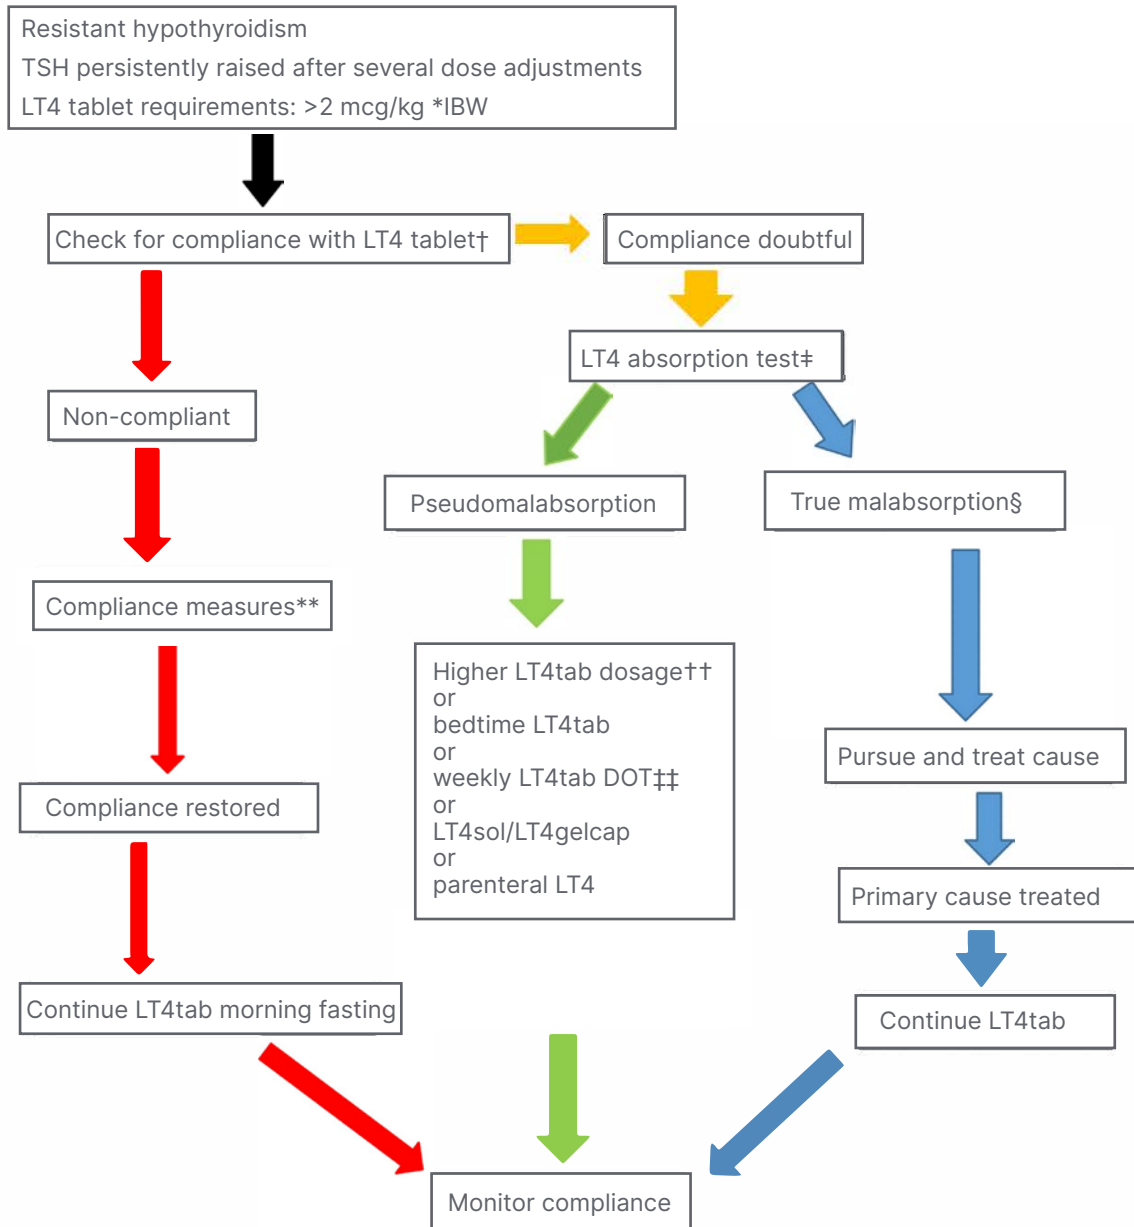 Resistant hypothyroidism
TSH persistently raised after several dose adjustments
LT4 tablet requirements: >2 mcg/kg *IBW
Check for compliance with LT4 tablet†
Compliance doubtful
LT4 absorption test‡
Non-compliant
Pseudomalabsorption
True malabsorption§
Compliance measures**
Higher LT4tab dosage††
or
bedtime LT4tab
or
weekly LT4tab DOT‡‡
or
LT4sol/LT4gelcap
or
parenteral LT4
Pursue and treat cause
Compliance restored
Primary cause treated
Continue LT4tab morning fasting
Continue LT4tab
Monitor compliance